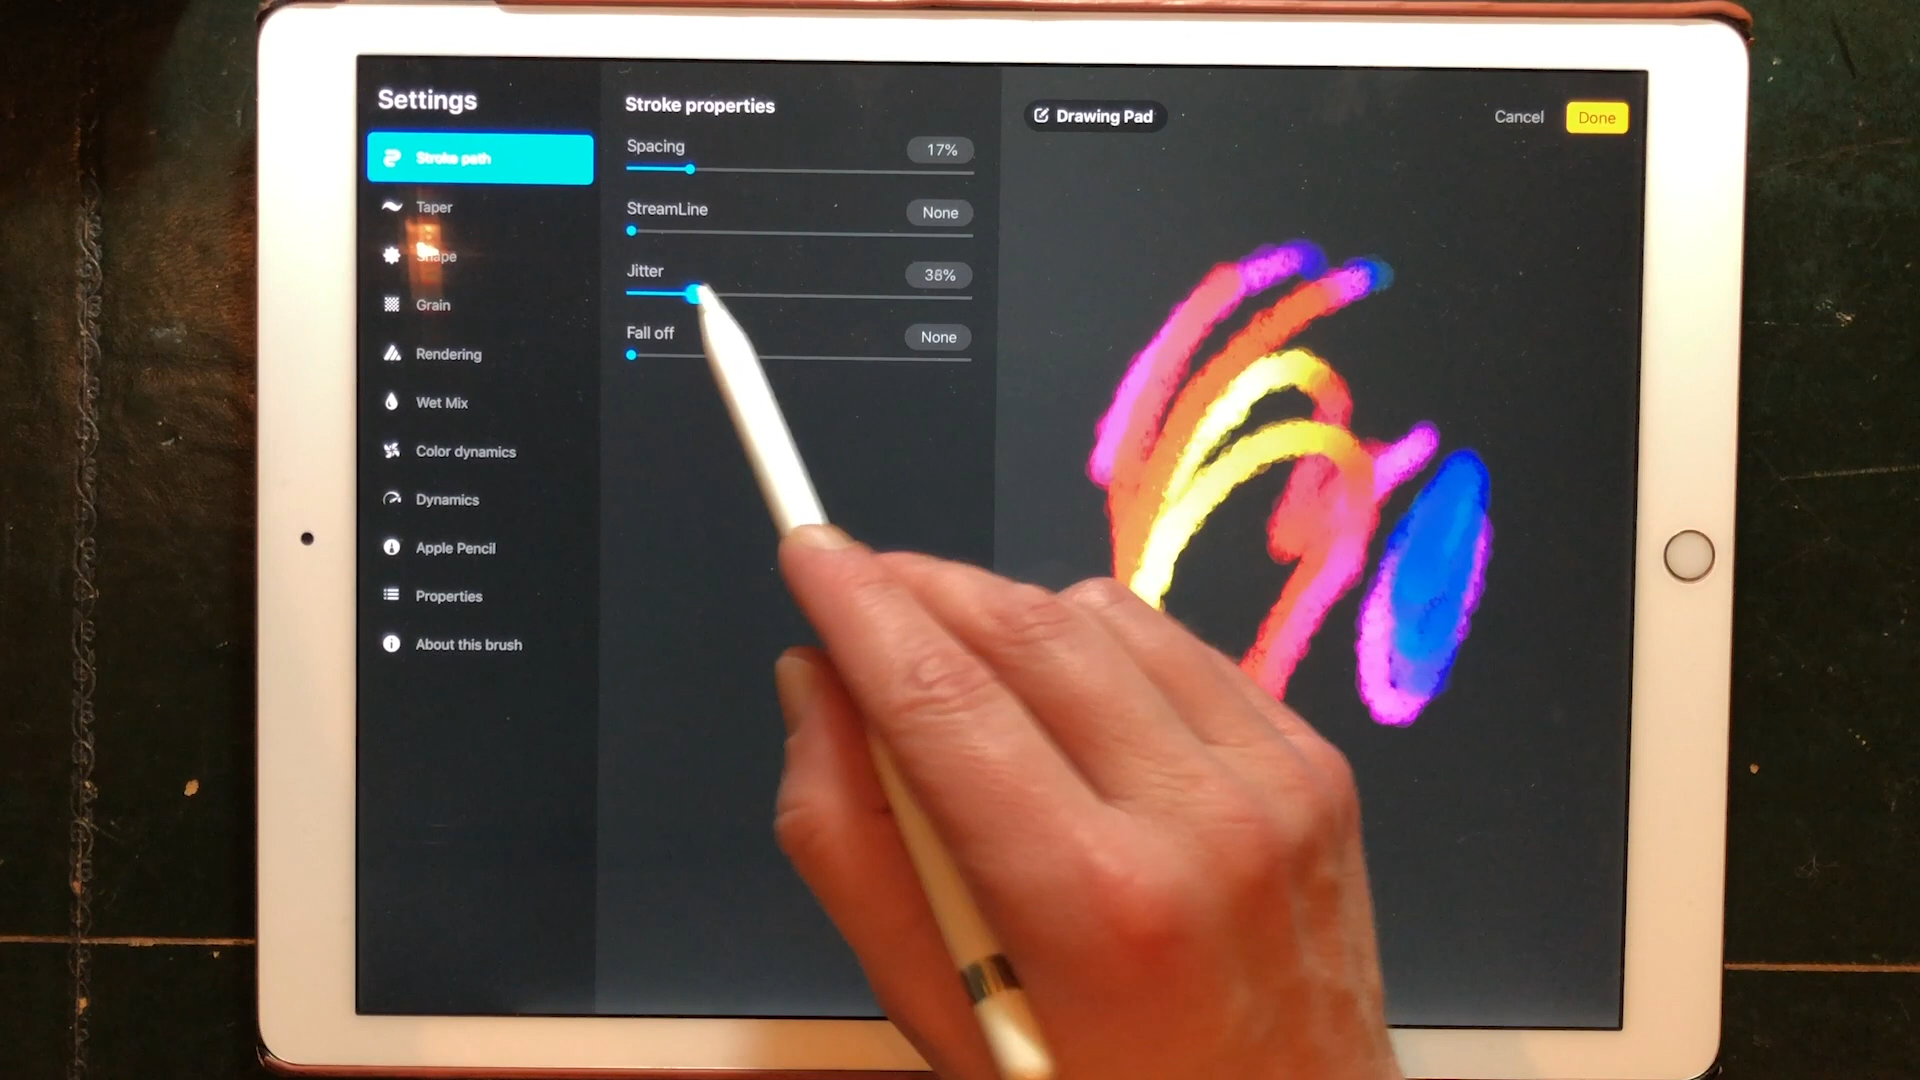 Settings
Stroke path
Taper
Shape
Grain
Rendering
Wet Mix
Color dynamics
Dynamics
Apple Pencil
Properties
About this brush
Stroke properties
Spacing 17%
StreamLine None
Jitter 38%
Fall off None
Drawing Pad
Cancel Done